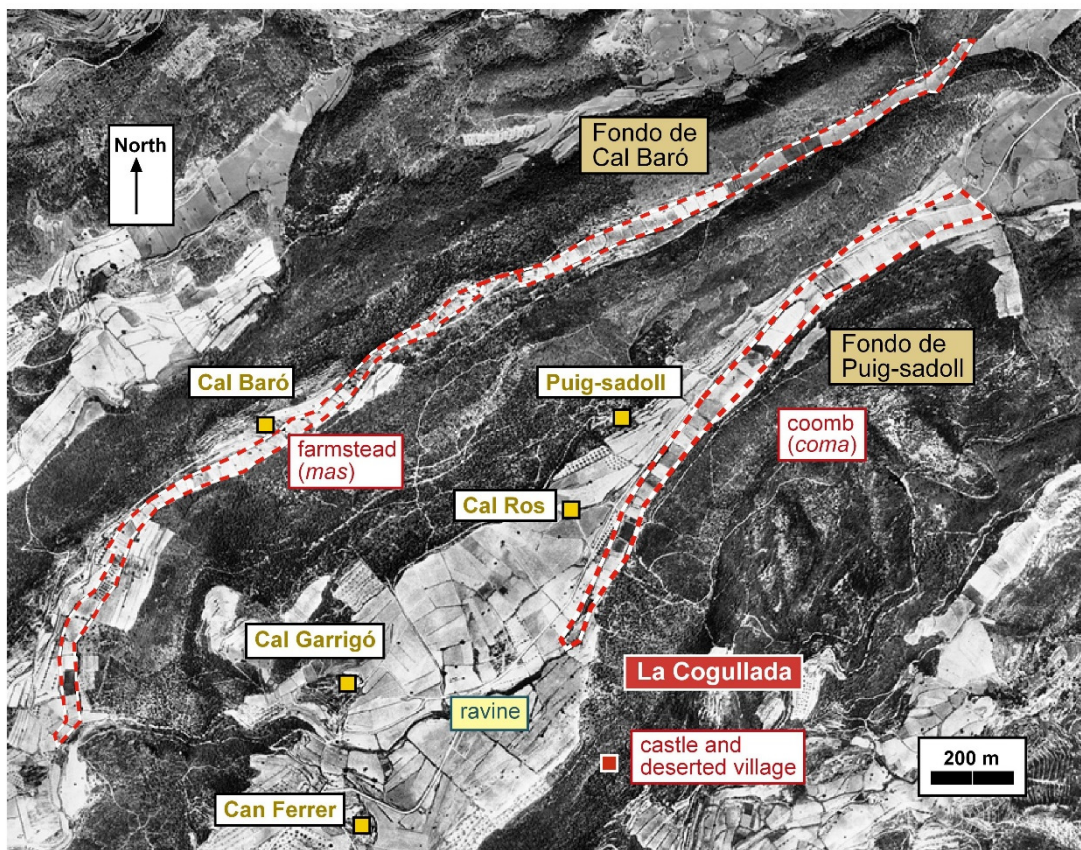 North
Fondo de
Cal Baró
Fondo de
Puig-sadoll
Cal Baró
Puig-sadoll
farmstead
(mas)
coomb
(coma)
Cal Ros
Cal Garrigó
La Cogullada
ravine
castle and
deserted village
200 m
Can Ferrer